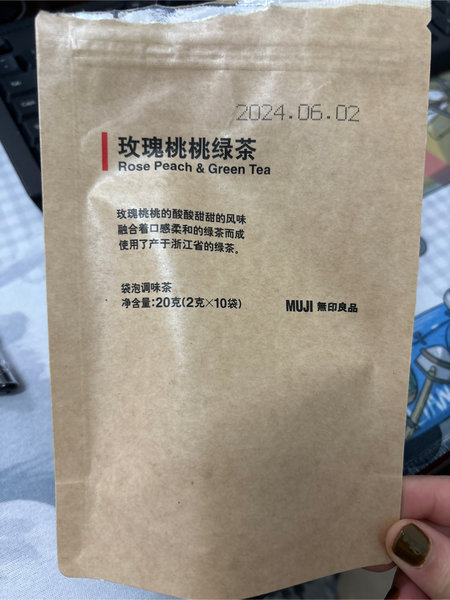 2024.06.02
玫瑰桃桃绿茶
Rose Peach & Green Tea
玫瑰桃桃的酸酸甜甜的风味
融合着口感柔和的绿茶而成
使用了产于浙江省的绿茶。
袋泡调味茶
净含量:20克(2克×10袋)
MUJI 無印良品